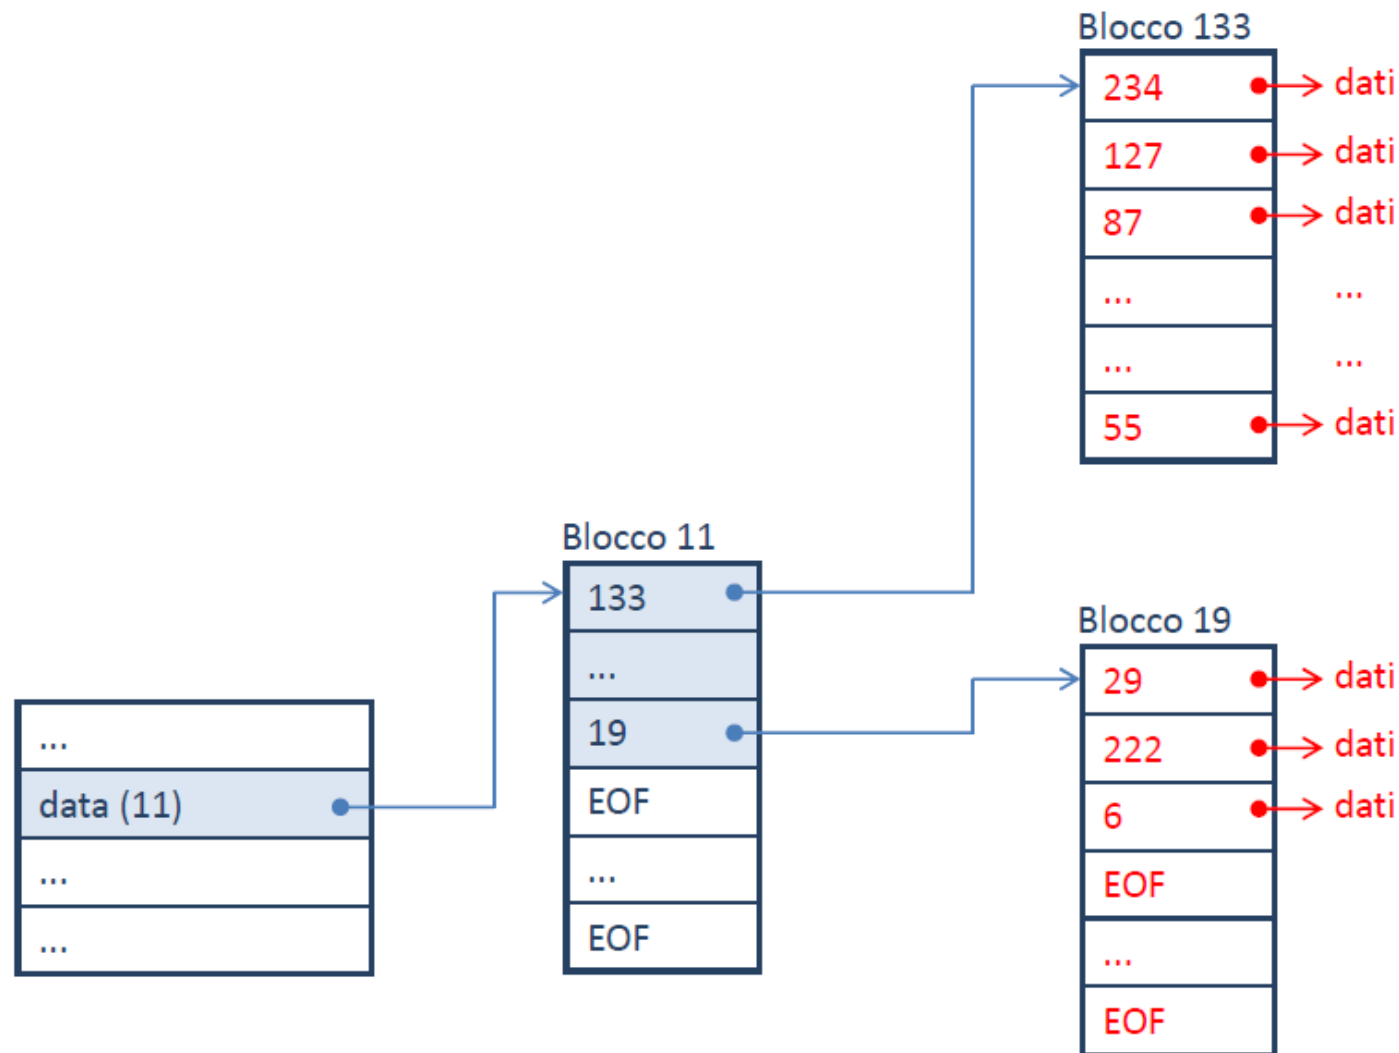 Blocco 133
234 dati
127 dati
87 dati
... ...
... ...
55 dati
Blocco 11
133
...
19
EOF
...
EOF
...
data (11)
...
...
Blocco 19
29 dati
222 dati
6 dati
EOF
...
EOF